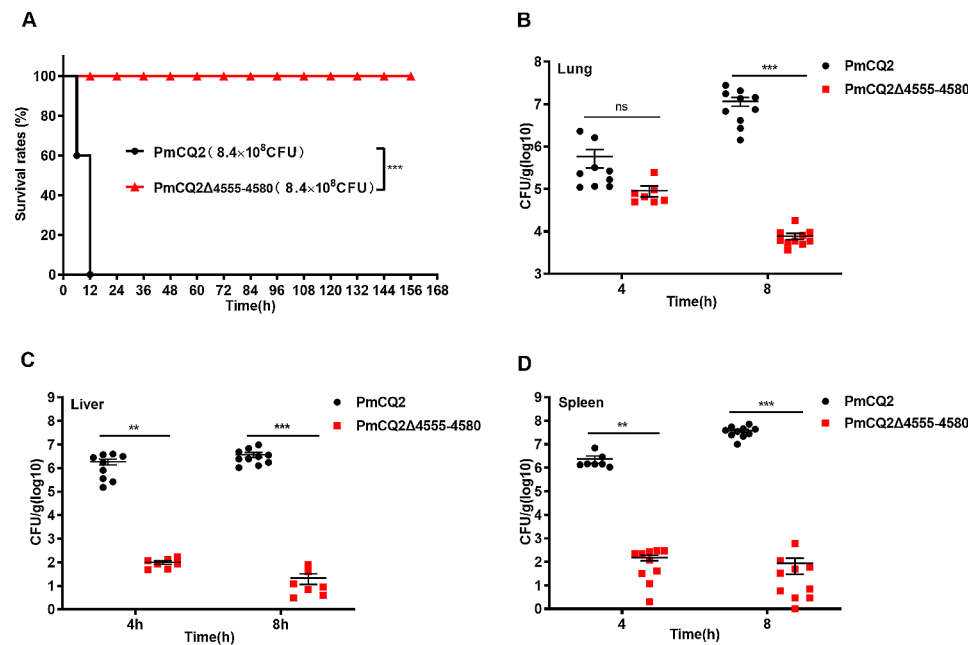 A
Survival rates (%)
100
80
60
40
20
0
PmCQ2( 8.4×10⁸CFU)
PmCQ2Δ4555-4580( 8.4×10⁸CFU)
***
0 12 24 36 48 60 72 84 96 108 120 132 144 156 168
Time(h)
B
Lung
PmCQ2
PmCQ2Δ4555-4580
ns
***
CFU/g(log10)
8
7
6
5
4
3
4 8
Time(h)
C
Liver
PmCQ2
PmCQ2Δ4555-4580
**
***
CFU/g(log10)
9
8
7
6
5
4
3
2
1
0
4h 8h
Time(h)
D
Spleen
PmCQ2
PmCQ2Δ4555-4580
**
***
CFU/g(log10)
9
8
7
6
5
4
3
2
1
0
4 8
Time(h)